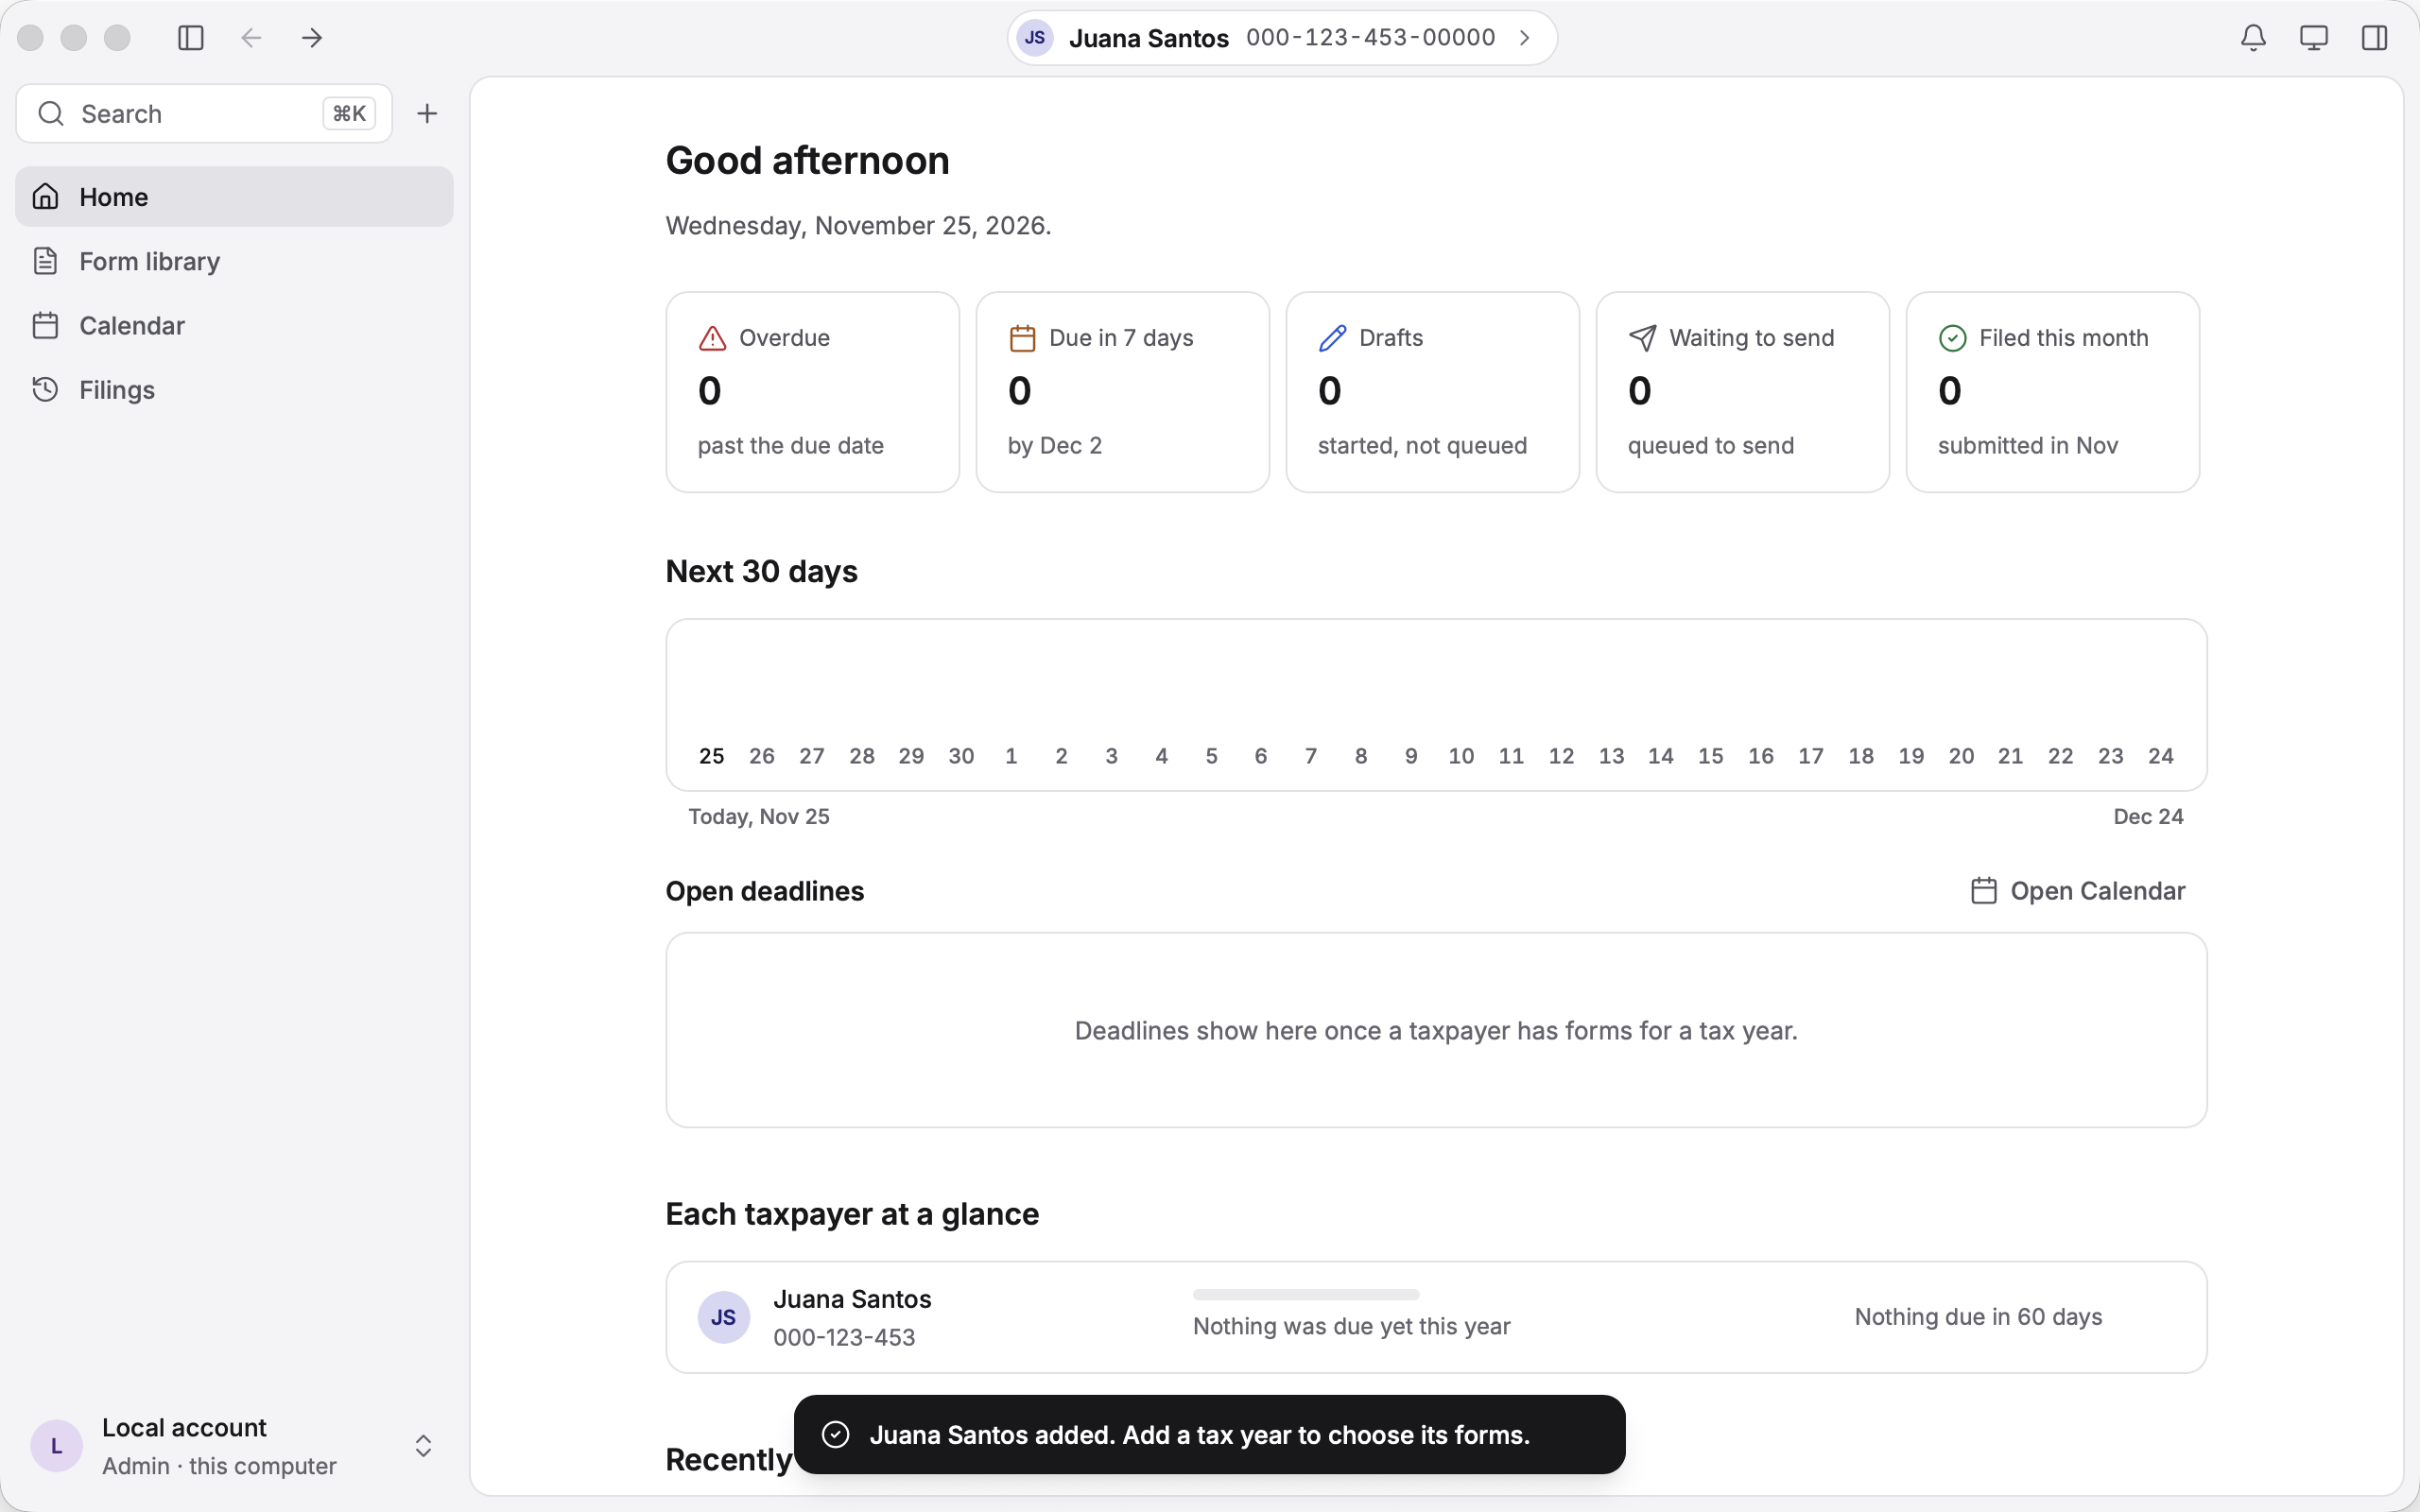 JS Juana Santos 000-123-453-00000
Search ⌘K
Home
Form library
Calendar
Filings
Good afternoon
Wednesday, November 25, 2026.
Overdue
0
past the due date
Due in 7 days
0
by Dec 2
Drafts
0
started, not queued
Waiting to send
0
queued to send
Filed this month
0
submitted in Nov
Next 30 days
25 26 27 28 29 30 1 2 3 4 5 6 7 8 9 10 11 12 13 14 15 16 17 18 19 20 21 22 23 24
Today, Nov 25 Dec 24
Open deadlines Open Calendar
Deadlines show here once a taxpayer has forms for a tax year.
Each taxpayer at a glance
JS
Juana Santos
000-123-453
Nothing was due yet this year
Nothing due in 60 days
Recently
Juana Santos added. Add a tax year to choose its forms.
L
Local account
Admin · this computer